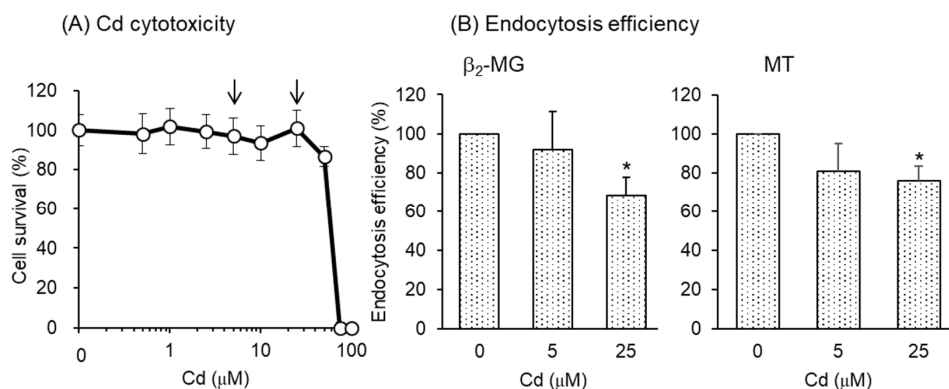 (A) Cd cytotoxicity
Cell survival (%)
120
100
80
60
40
20
0
0 1 10 100
Cd (μM)
(B) Endocytosis efficiency
β₂-MG
Endocytosis efficiency (%)
120
100
80
60
40
20
0
*
0 5 25
Cd (μM)
MT
120
100
80
60
40
20
0
*
0 5 25
Cd (μM)